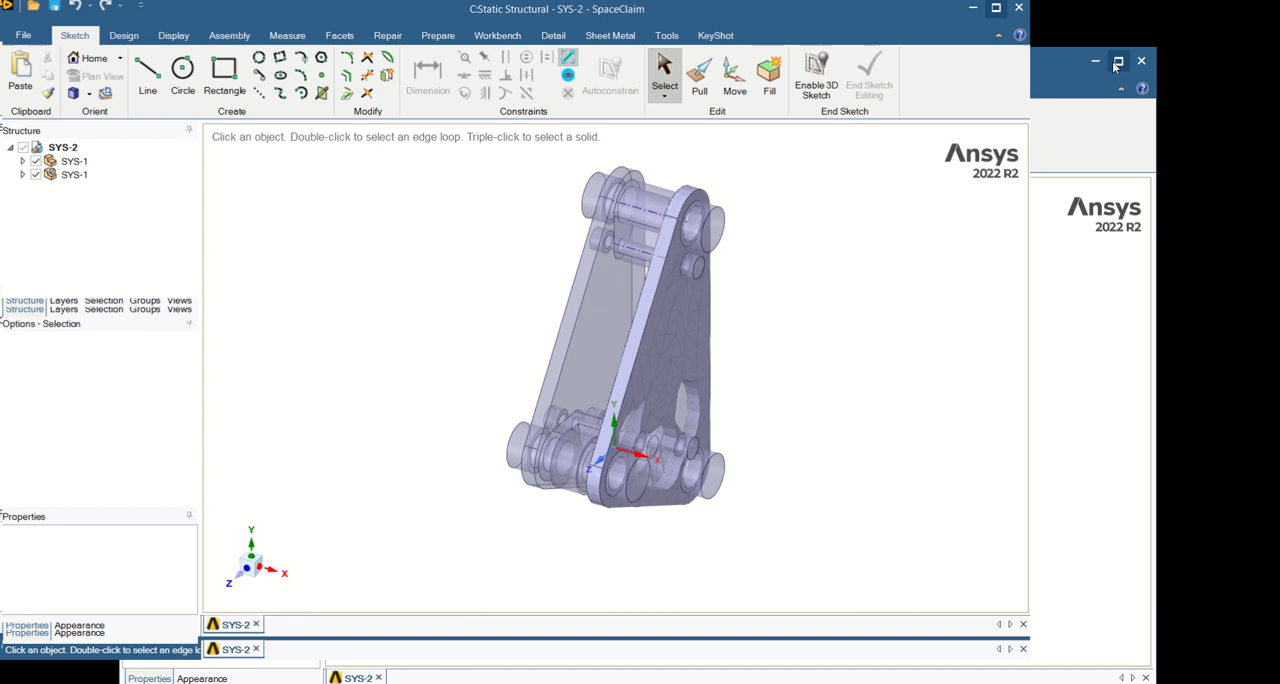 C:Static Structural - SYS-2 - SpaceClaim
File Sketch Design Display Assembly Measure Facets Repair Prepare Workbench Detail Sheet Metal Tools KeyShot
Paste
Home
Plan View
Line Circle Rectangle
Dimension
Autoconstrain
Select Pull Move Fill
Enable 3D Sketch
End Sketch Editing
Clipboard Orient Create Modify Constraints Edit End Sketch
Structure
SYS-2
SYS-1
SYS-1
Structure Layers Selection Groups Views
Structure Layers Selection Groups Views
Options - Selection
Properties
Properties Appearance
Properties Appearance
Click an object. Double-click to select an edge l
Click an object. Double-click to select an edge loop. Triple-click to select a solid.
Ansys
2022 R2
Y
X
Z
Y
X
Z
SYS-2
SYS-2
Ansys
2022 R2
Properties Appearance
SYS-2